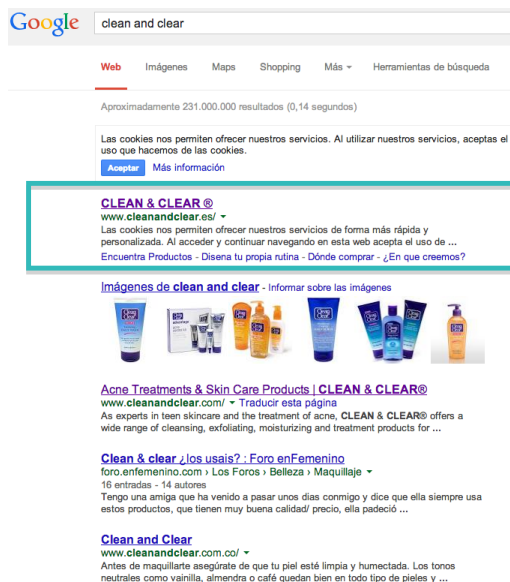 Google
clean and clear
Web Imágenes Maps Shopping Más Herramientas de búsqueda
Aproximadamente 231.000.000 resultados (0,14 segundos)
Las cookies nos permiten ofrecer nuestros servicios. Al utilizar nuestros servicios, aceptas el
uso que hacemos de las cookies.
Aceptar Más información
CLEAN & CLEAR ®
www.cleanandclear.es/
Las cookies nos permiten ofrecer nuestros servicios de forma más rápida y
personalizada. Al acceder y continuar navegando en esta web acepta el uso de ...
Encuentra Productos - Disena tu propia rutina - Dónde comprar - ¿En que creemos?
Imágenes de clean and clear - Informar sobre las imágenes
Acne Treatments & Skin Care Products | CLEAN & CLEAR®
www.cleanandclear.com/ Traducir esta página
As experts in teen skincare and the treatment of acne, CLEAN & CLEAR® offers a
wide range of cleansing, exfoliating, moisturizing and treatment products for ...
Clean & clear ¿los usais? : Foro enFemenino
foro.enfemenino.com › Los Foros › Belleza › Maquillaje
16 entradas - 14 autores
Tengo una amiga que ha venido a pasar unos dias conmigo y dice que ella siempre usa
estos productos, que tienen muy buena calidad/ precio, ella padeció ...
Clean and Clear
www.cleanandclear.com.co/
Antes de maquillarte asegúrate de que tu piel esté limpia y humectada. Los tonos
neutrales como vainilla, almendra o café quedan bien en todo tipo de pieles y ...